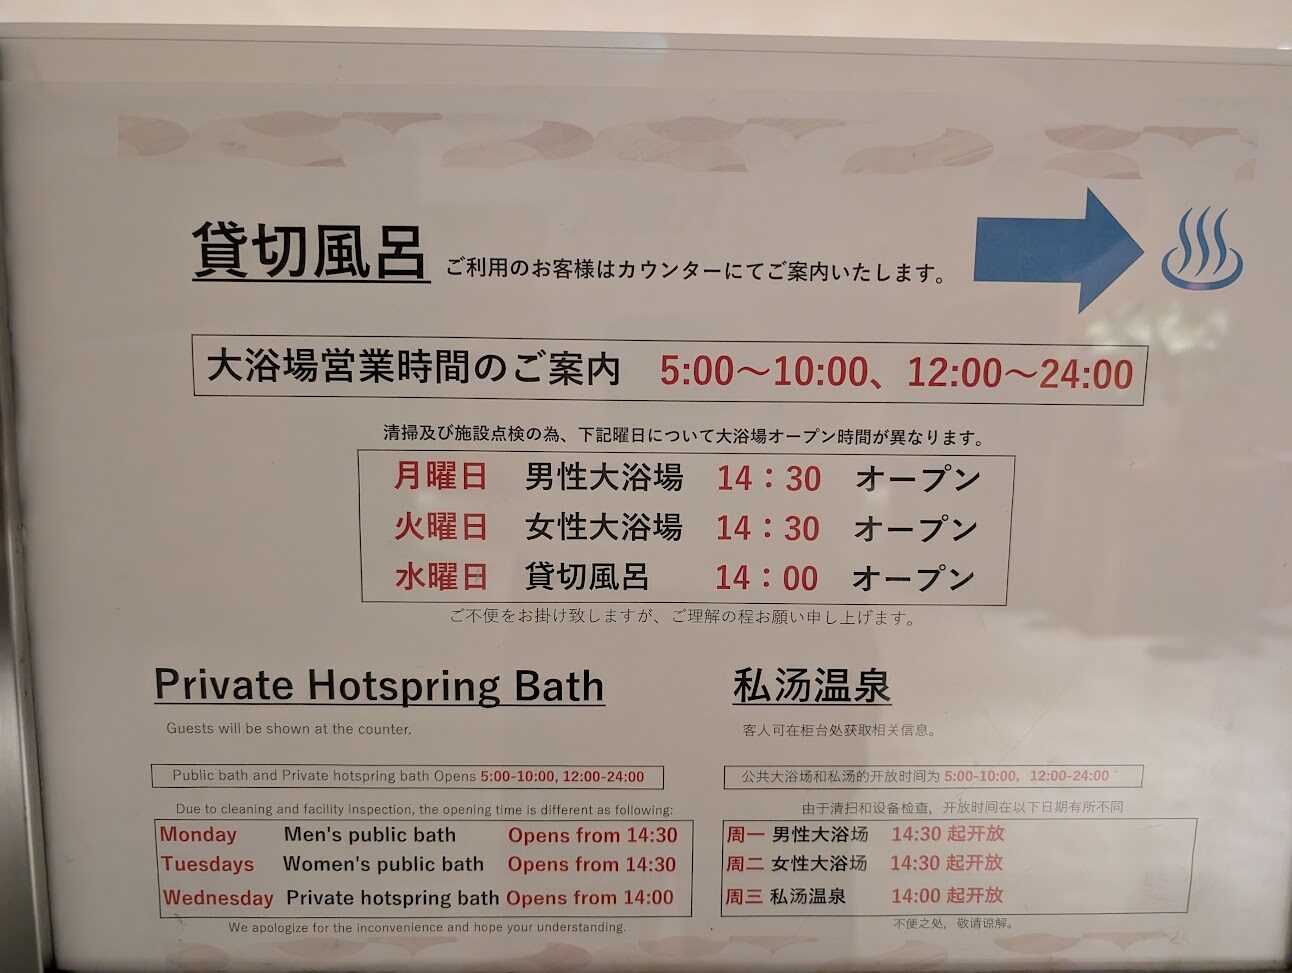 貸切風呂 ご利用のお客様はカウンターにてご案内いたします。
大浴場営業時間のご案内 5:00～10:00、12:00～24:00
清掃及び施設点検の為、下記曜日について大浴場オープン時間が異なります。
月曜日 男性大浴場 14：30 オープン
火曜日 女性大浴場 14：30 オープン
水曜日 貸切風呂 14：00 オープン
ご不便をお掛け致しますが、ご理解の程お願い申し上げます。
Private Hotspring Bath
Guests will be shown at the counter.
Public bath and Private hotspring bath Opens 5:00-10:00, 12:00-24:00
Due to cleaning and facility inspection, the opening time is different as following:
Monday Men's public bath Opens from 14:30
Tuesdays Women's public bath Opens from 14:30
Wednesday Private hotspring bath Opens from 14:00
We apologize for the inconvenience and hope your understanding.
私汤温泉
客人可在柜台处获取相关信息。
公共大浴场和私汤的开放时间为 5:00-10:00, 12:00-24:00
由于清扫和设备检查，开放时间在以下日期有所不同
周一 男性大浴场 14:30 起开放
周二 女性大浴场 14:30 起开放
周三 私汤温泉 14:00 起开放
不便之处，敬请谅解。